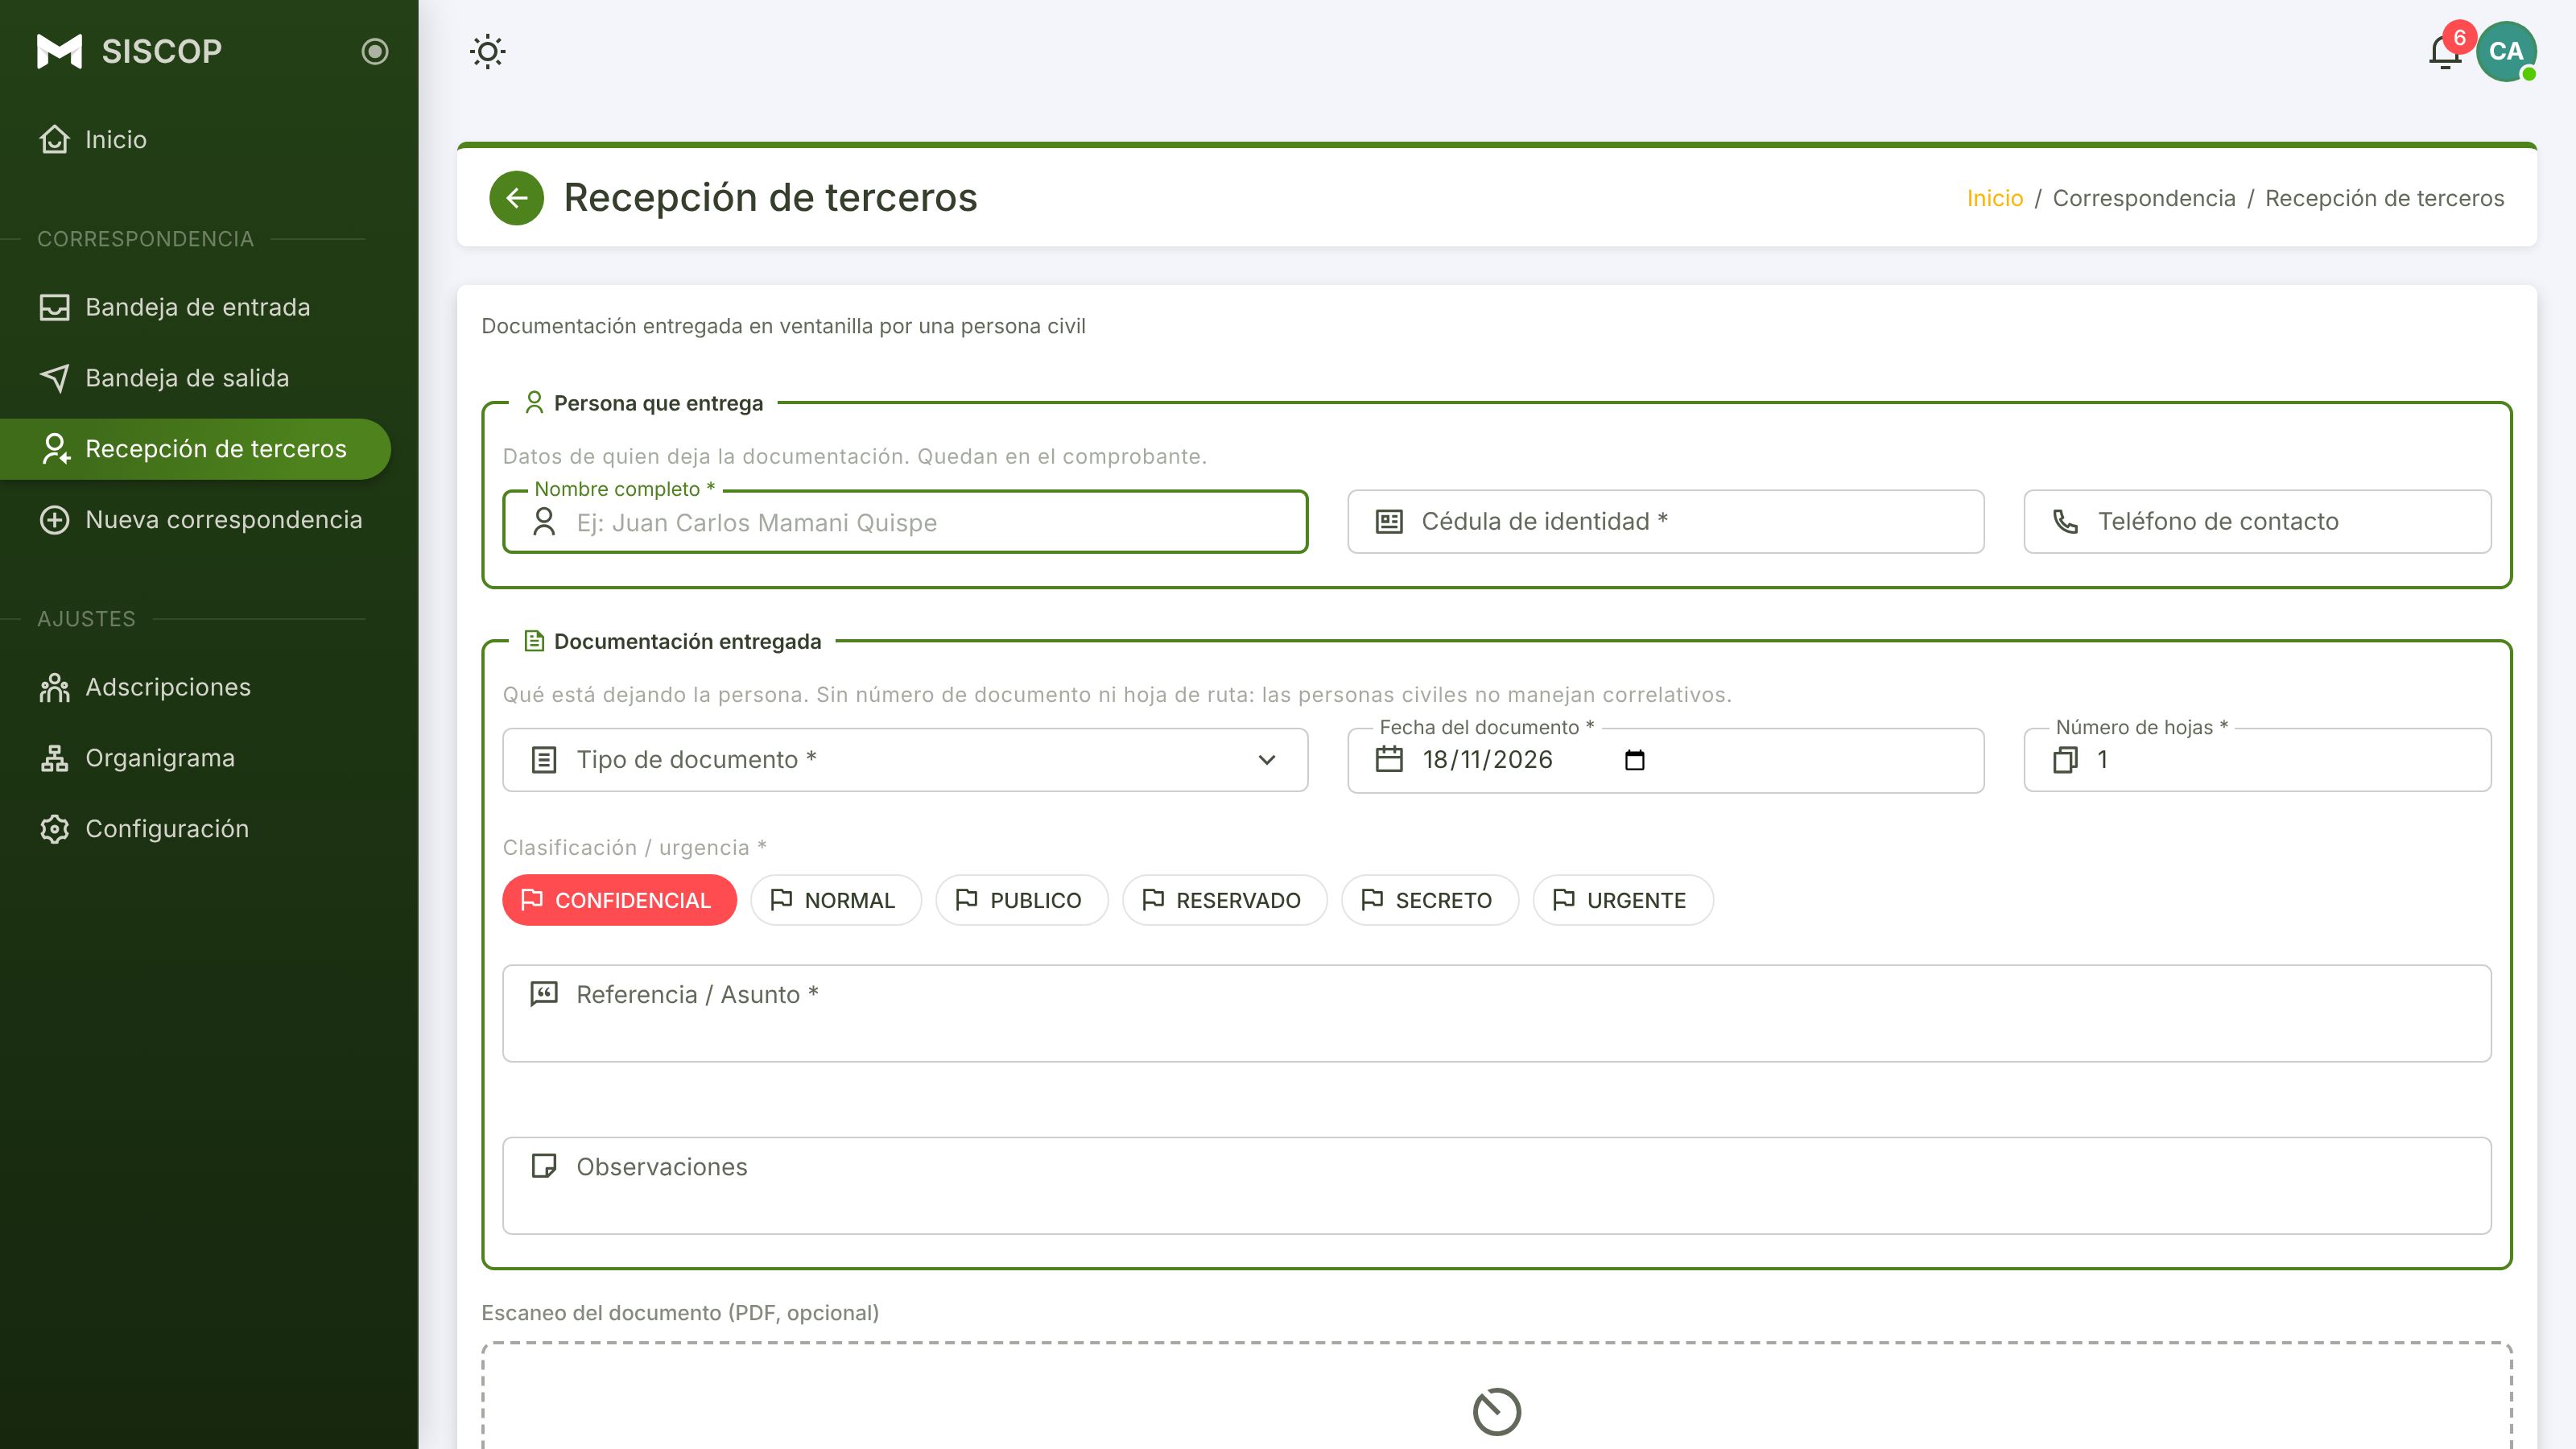 SISCOP
6
CA
Inicio
CORRESPONDENCIA
Bandeja de entrada
Bandeja de salida
Recepción de terceros
Nueva correspondencia
AJUSTES
Adscripciones
Organigrama
Configuración
Recepción de terceros
Inicio / Correspondencia / Recepción de terceros
Documentación entregada en ventanilla por una persona civil
Persona que entrega
Datos de quien deja la documentación. Quedan en el comprobante.
Nombre completo *
Ej: Juan Carlos Mamani Quispe
Cédula de identidad *
Teléfono de contacto
Documentación entregada
Qué está dejando la persona. Sin número de documento ni hoja de ruta: las personas civiles no manejan correlativos.
Tipo de documento *
Fecha del documento *
18/11/2026
Número de hojas *
1
Clasificación / urgencia *
CONFIDENCIAL
NORMAL
PUBLICO
RESERVADO
SECRETO
URGENTE
Referencia / Asunto *
Observaciones
Escaneo del documento (PDF, opcional)